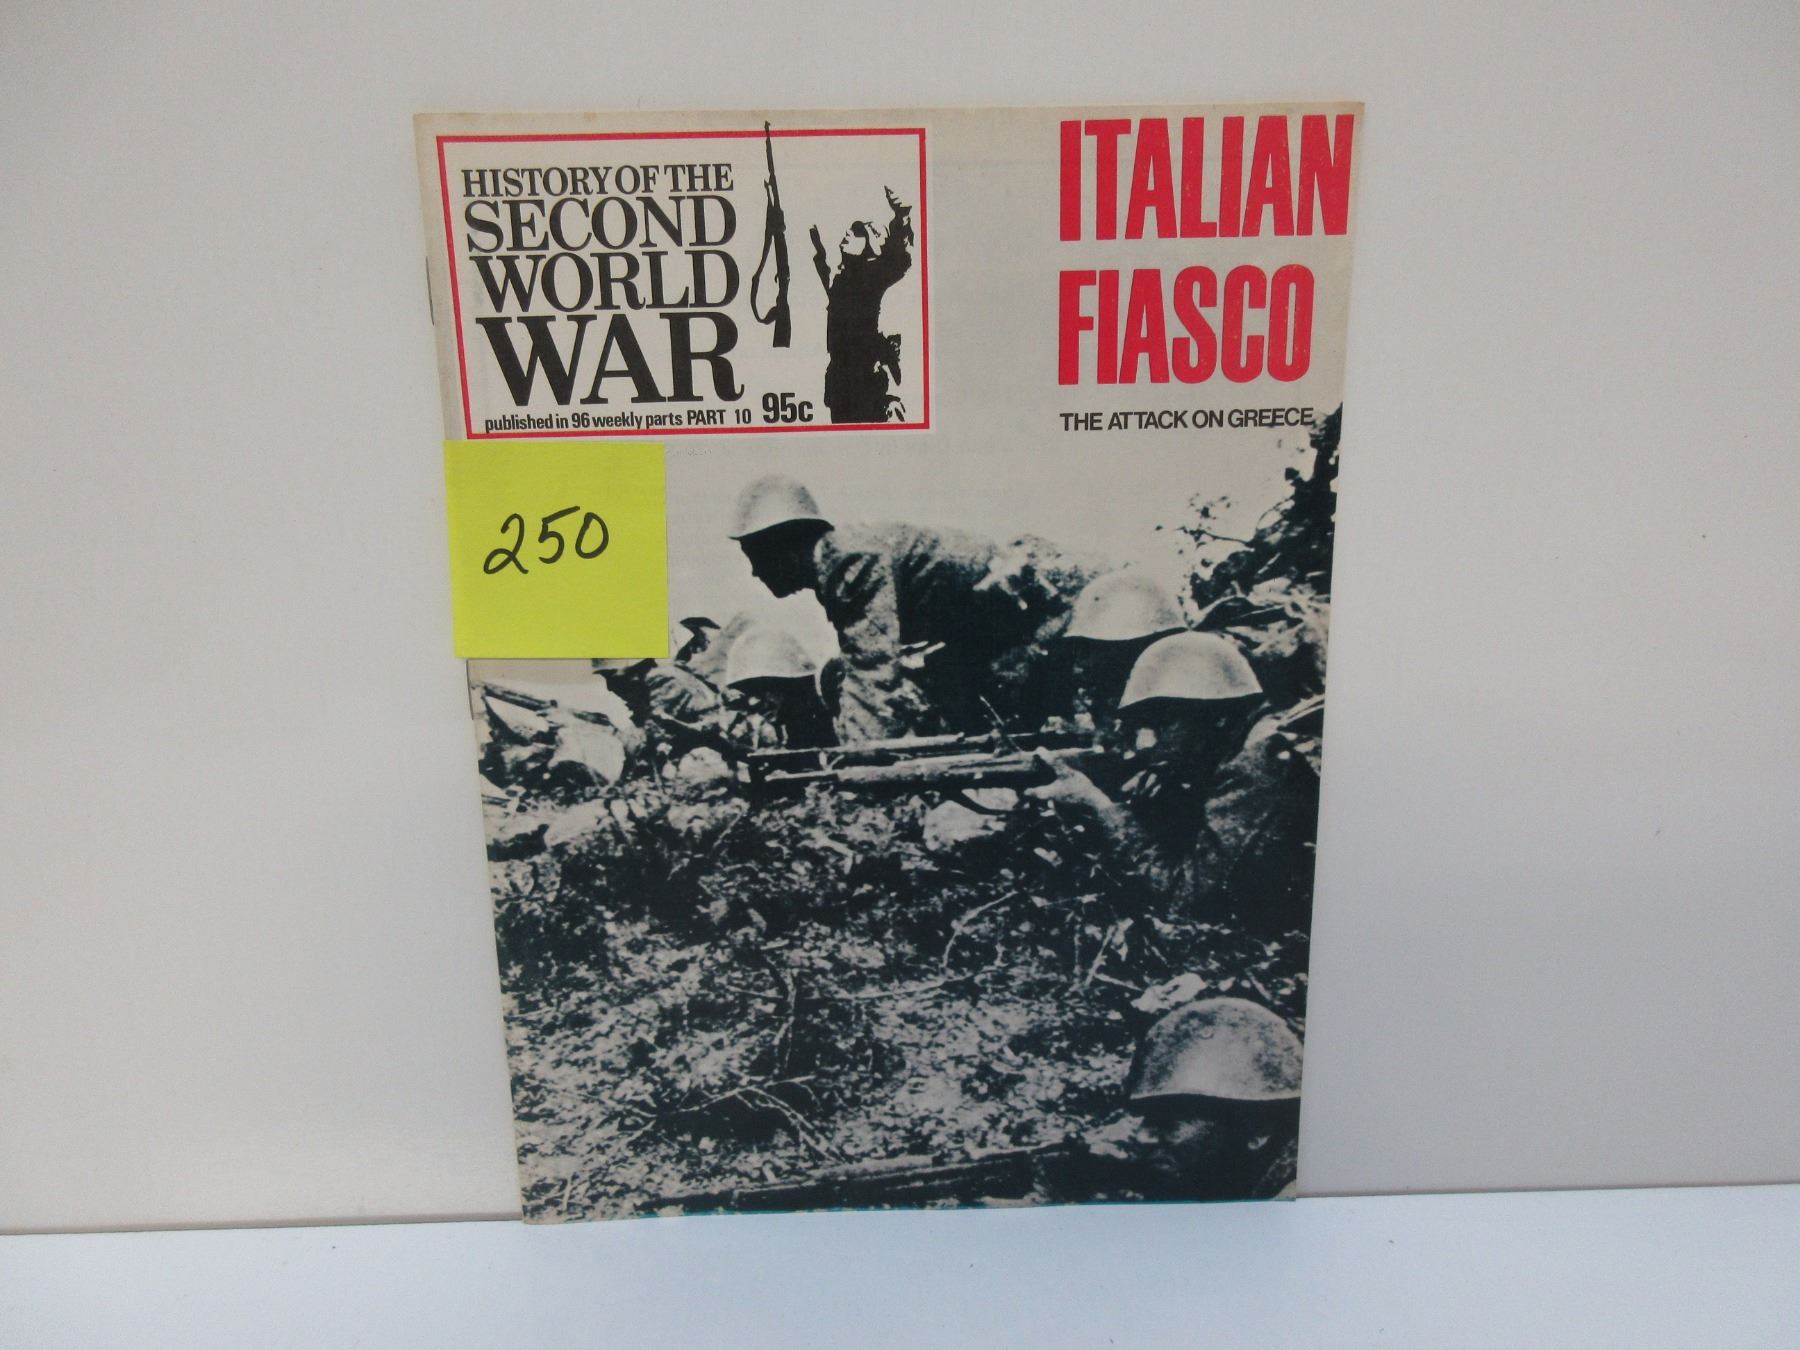 HISTORY OF THE
SECOND
WORLD
WAR
published in 96 weekly parts PART 10 95c
ITALIAN
FIASCO
THE ATTACK ON GREECE
250